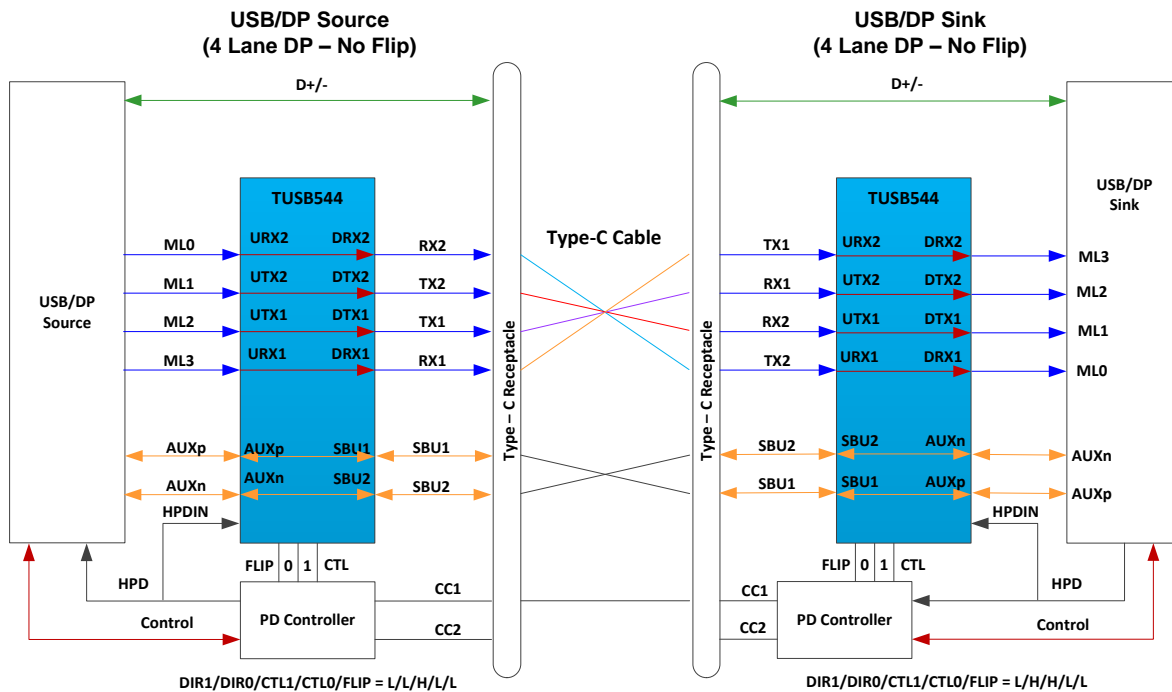 USB/DP Source
(4 Lane DP – No Flip)
USB/DP Sink
(4 Lane DP – No Flip)
D+/-
D+/-
TUSB544
TUSB544
USB/DP
Source
USB/DP
Sink
Type-C Cable
ML0
URX2
DRX2
RX2
ML1
UTX2
DTX2
TX2
ML2
UTX1
DTX1
TX1
ML3
URX1
DRX1
RX1
TX1
URX2
DRX2
ML3
RX1
UTX2
DTX2
ML2
RX2
UTX1
DTX1
ML1
TX2
URX1
DRX1
ML0
Type – C Receptacle
Type – C Receptacle
AUXp
AUXp
SBU1
SBU1
AUXn
AUXn
SBU2
SBU2
SBU2
SBU2
AUXn
AUXn
SBU1
SBU1
AUXp
AUXp
HPDIN
HPDIN
FLIP
0
1
CTL
FLIP
0
1
CTL
HPD
HPD
Control
Control
PD Controller
PD Controller
CC1
CC2
CC1
CC2
DIR1/DIR0/CTL1/CTL0/FLIP = L/L/H/L/L
DIR1/DIR0/CTL1/CTL0/FLIP = L/H/H/L/L